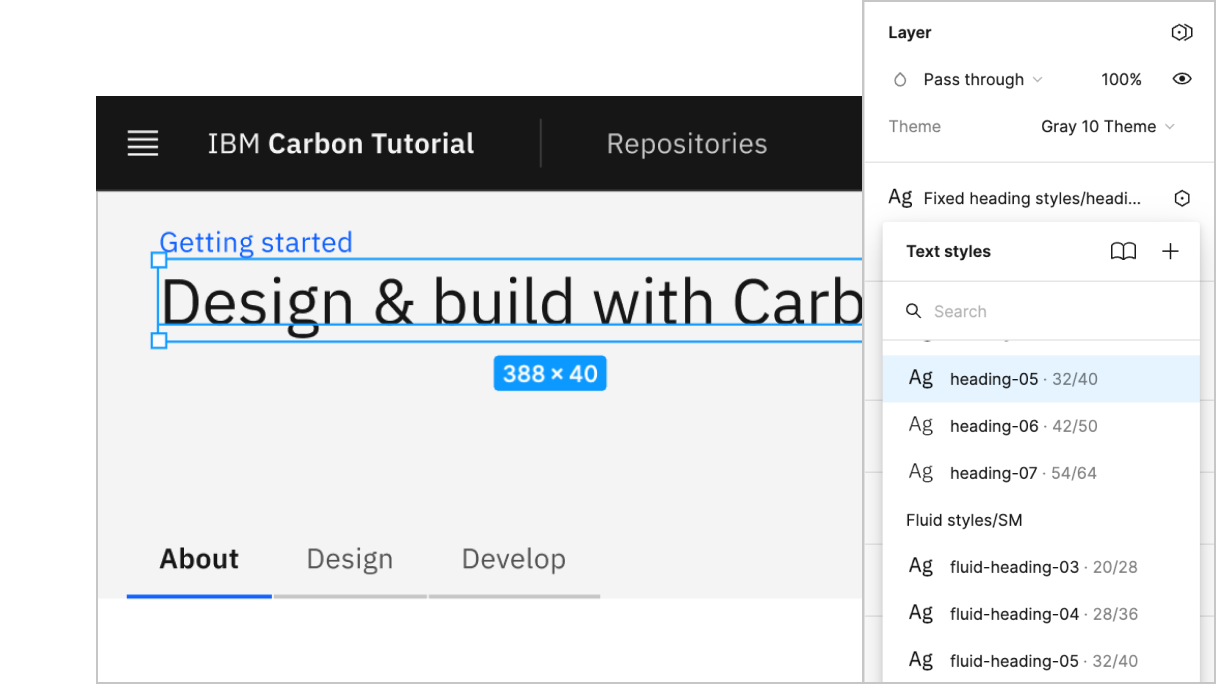 IBM Carbon Tutorial
Repositories
Getting started
Design & build with Carb
388 × 40
About
Design
Develop
Layer
Pass through
100%
Theme
Gray 10 Theme
Ag Fixed heading styles/headi...
Text styles
Search
Ag heading-05 · 32/40
Ag heading-06 · 42/50
Ag heading-07 · 54/64
Fluid styles/SM
Ag fluid-heading-03 · 20/28
Ag fluid-heading-04 · 28/36
Ag fluid-heading-05 · 32/40